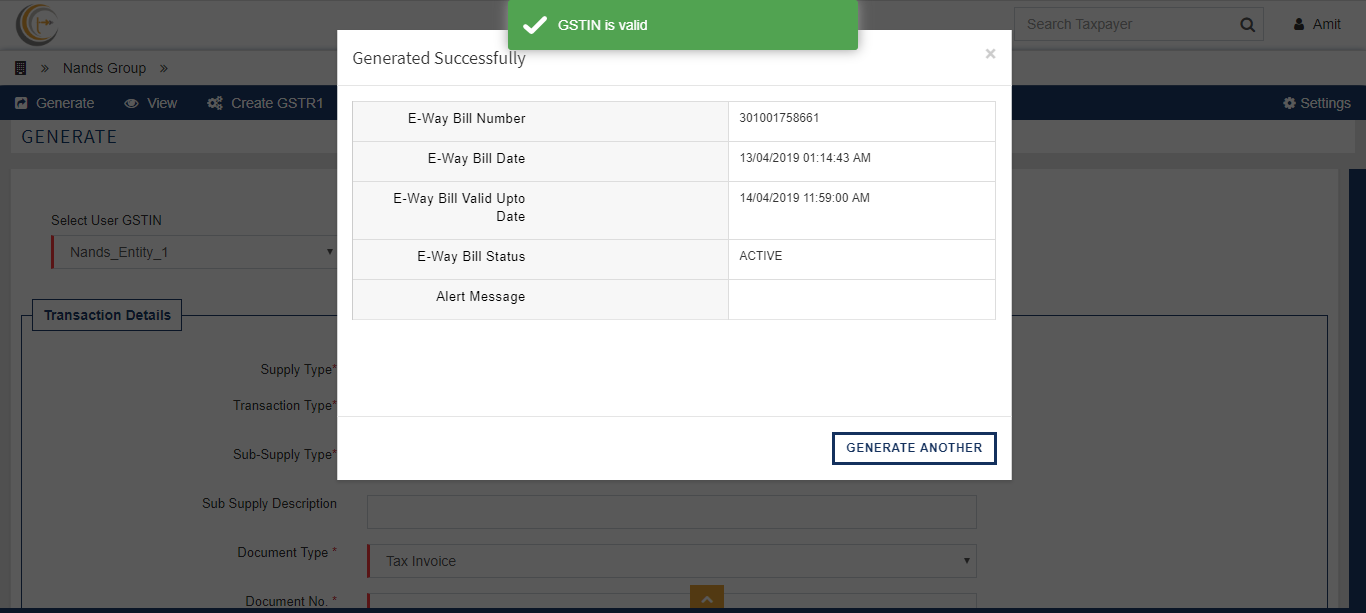 GSTIN is valid
Search Taxpayer
Amit
» Nands Group »
Generated Successfully ×
Generate View Create GSTR1 Settings
GENERATE
E-Way Bill Number 301001758661
E-Way Bill Date 13/04/2019 01:14:43 AM
E-Way Bill Valid Upto 14/04/2019 11:59:00 AM
Date
E-Way Bill Status ACTIVE
Alert Message
Select User GSTIN
Nands_Entity_1
Transaction Details
Supply Type*
Transaction Type*
GENERATE ANOTHER
Sub-Supply Type*
Sub Supply Description
Document Type * Tax Invoice
Document No. *